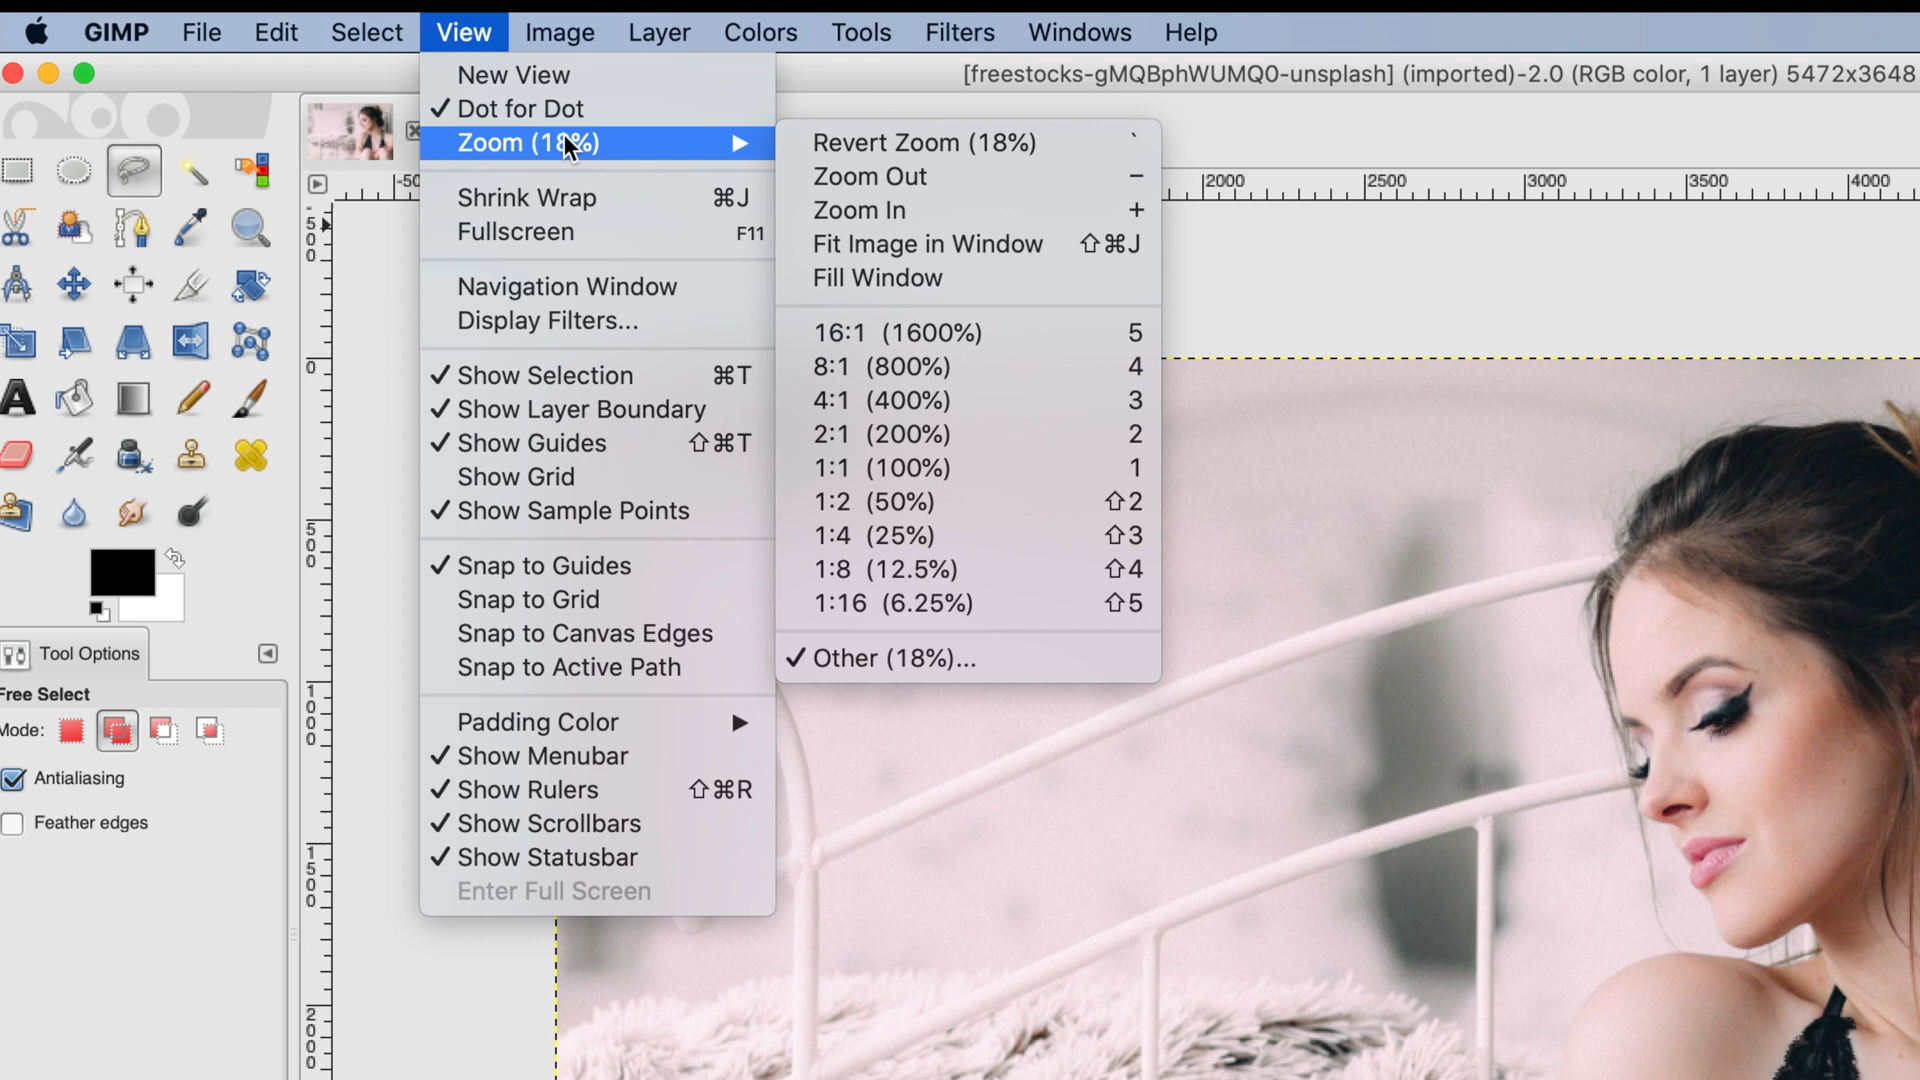 GIMP File Edit Select View Image Layer Colors Tools Filters Windows Help
[freestocks-gMQBphWUMQ0-unsplash] (imported)-2.0 (RGB color, 1 layer) 5472x3648
New View
✓ Dot for Dot
Zoom (18%) ▶
Shrink Wrap ⌘J
Fullscreen F11
Navigation Window
Display Filters...
✓ Show Selection ⌘T
✓ Show Layer Boundary
✓ Show Guides ⇧⌘T
Show Grid
✓ Show Sample Points
✓ Snap to Guides
Snap to Grid
Snap to Canvas Edges
Snap to Active Path
Padding Color ▶
✓ Show Menubar
✓ Show Rulers ⇧⌘R
✓ Show Scrollbars
✓ Show Statusbar
Enter Full Screen
Revert Zoom (18%) `
Zoom Out −
Zoom In +
Fit Image in Window ⇧⌘J
Fill Window
16:1 (1600%) 5
8:1 (800%) 4
4:1 (400%) 3
2:1 (200%) 2
1:1 (100%) 1
1:2 (50%) ⇧2
1:4 (25%) ⇧3
1:8 (12.5%) ⇧4
1:16 (6.25%) ⇧5
✓ Other (18%)...
-50 2000 2500 3000 3500 4000
50
0
500
1000
1500
2000
Tool Options
Free Select
Mode:
Antialiasing
Feather edges